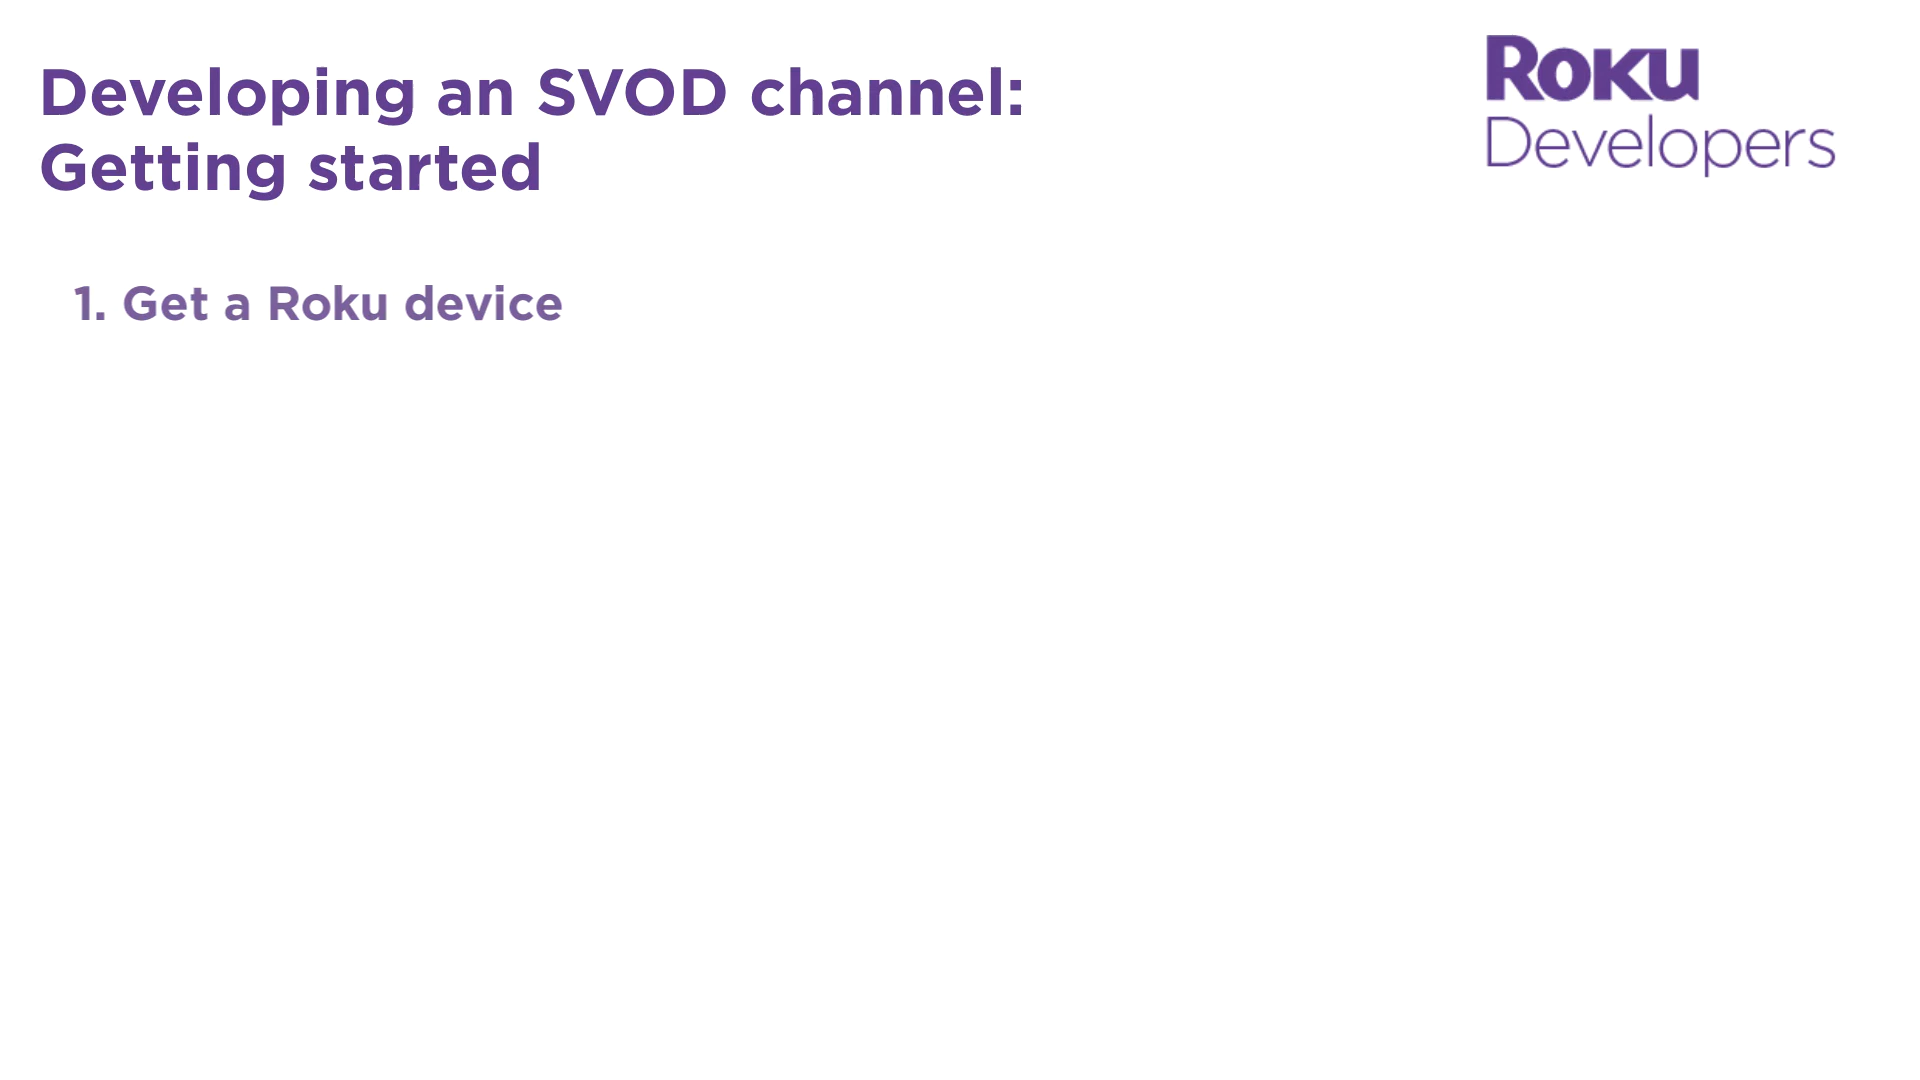 Developing an SVOD channel:
Getting started
Roku
Developers
1. Get a Roku device